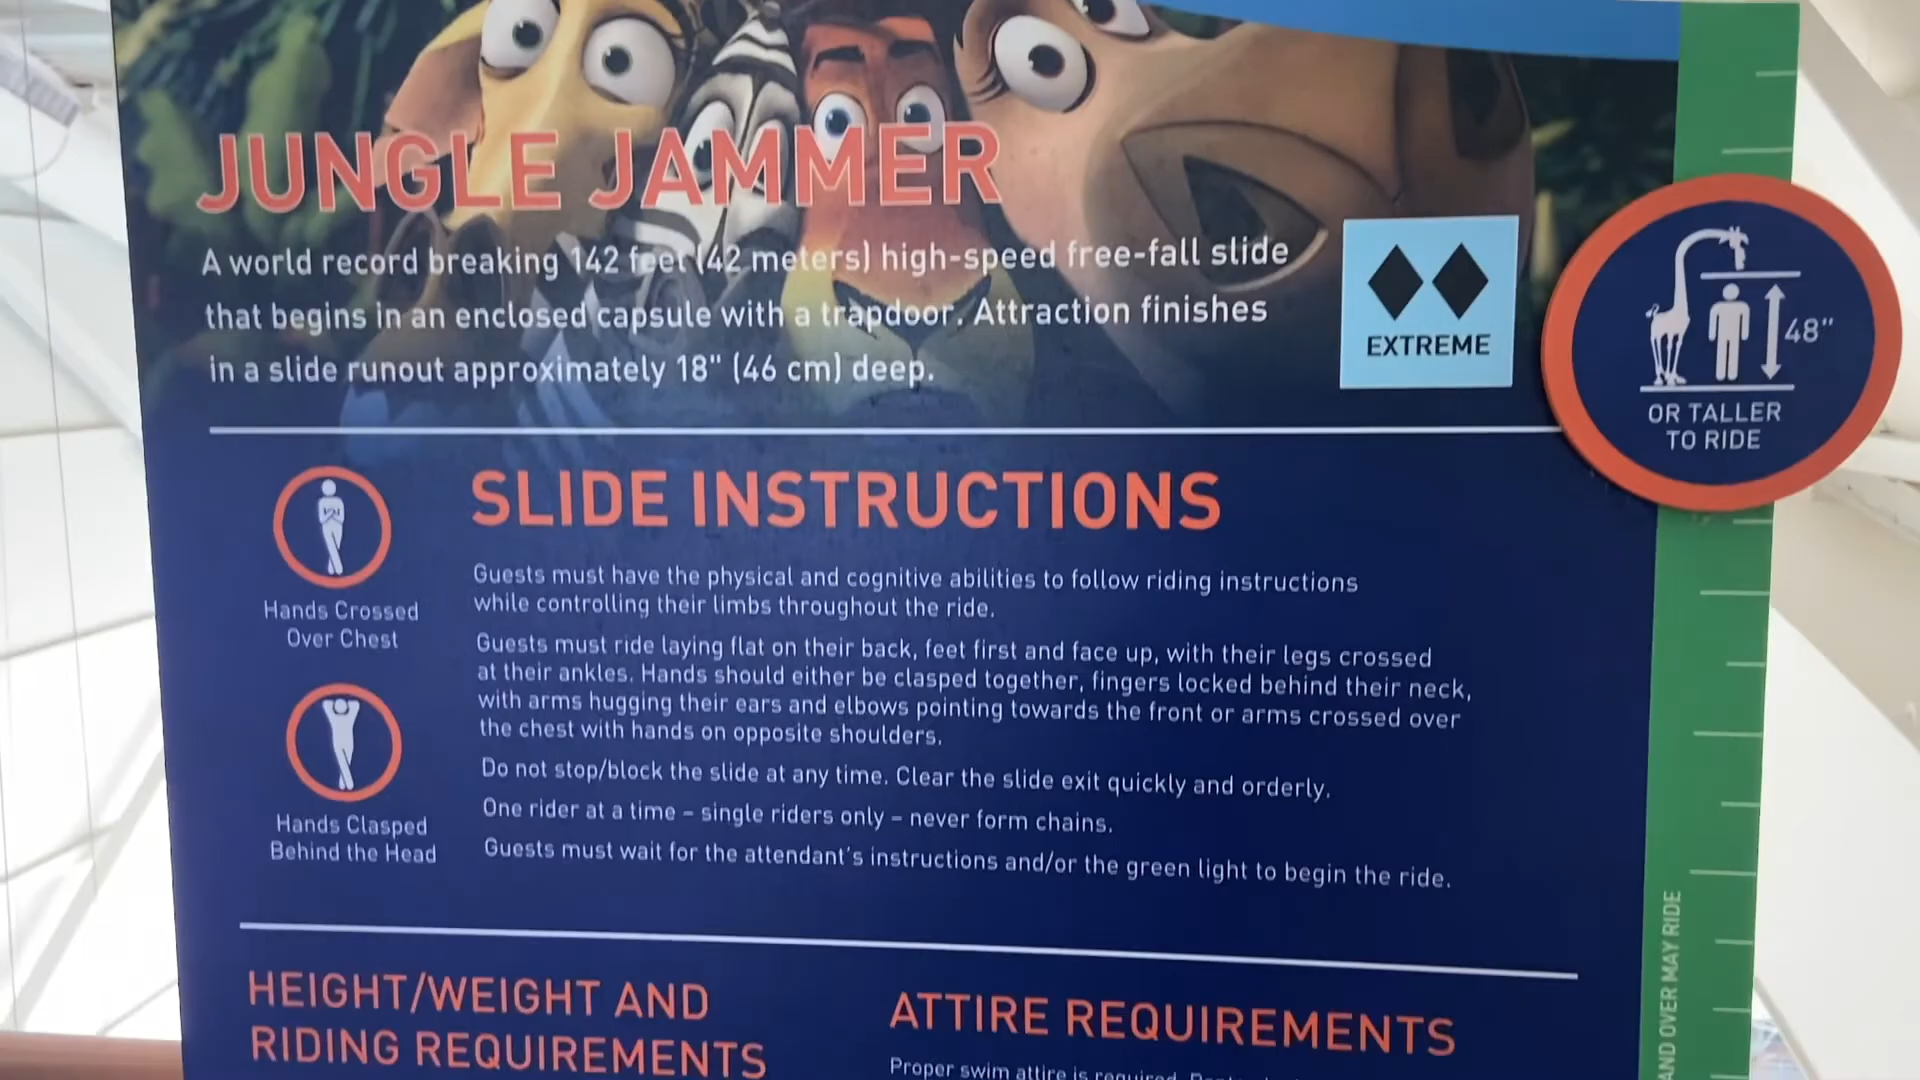 JUNGLE JAMMER
A world record breaking 142 feet (42 meters) high-speed free-fall slide
that begins in an enclosed capsule with a trapdoor. Attraction finishes
in a slide runout approximately 18" (46 cm) deep.
EXTREME
48"
OR TALLER
TO RIDE
SLIDE INSTRUCTIONS
Hands Crossed
Over Chest
Guests must have the physical and cognitive abilities to follow riding instructions
while controlling their limbs throughout the ride.
Guests must ride laying flat on their back, feet first and face up, with their legs crossed
at their ankles. Hands should either be clasped together, fingers locked behind their neck,
with arms hugging their ears and elbows pointing towards the front or arms crossed over
the chest with hands on opposite shoulders.
Hands Clasped
Behind the Head
Do not stop/block the slide at any time. Clear the slide exit quickly and orderly.
One rider at a time – single riders only – never form chains.
Guests must wait for the attendant's instructions and/or the green light to begin the ride.
HEIGHT/WEIGHT AND
RIDING REQUIREMENTS
ATTIRE REQUIREMENTS
Proper swim attire is required.
AND OVER MAY RIDE